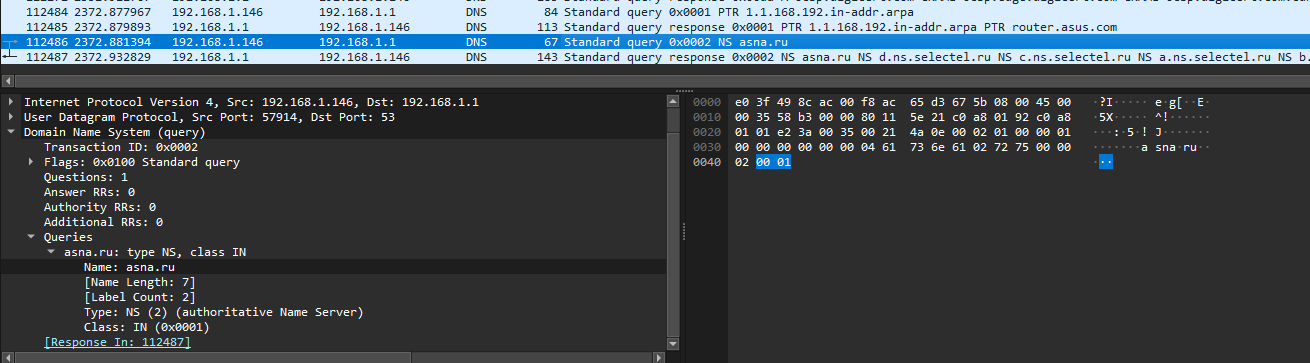 112484 2372.877967 192.168.1.146 192.168.1.1 DNS 84 Standard query 0x0001 PTR 1.1.168.192.in-addr.arpa
112485 2372.879893 192.168.1.1 192.168.1.146 DNS 113 Standard query response 0x0001 PTR 1.1.168.192.in-addr.arpa PTR router.asus.com
112486 2372.881394 192.168.1.146 192.168.1.1 DNS 67 Standard query 0x0002 NS asna.ru
112487 2372.932829 192.168.1.1 192.168.1.146 DNS 143 Standard query response 0x0002 NS asna.ru NS d.ns.selectel.ru NS c.ns.selectel.ru NS a.ns.selectel.ru NS b.
Internet Protocol Version 4, Src: 192.168.1.146, Dst: 192.168.1.1
User Datagram Protocol, Src Port: 57914, Dst Port: 53
Domain Name System (query)
Transaction ID: 0x0002
Flags: 0x0100 Standard query
Questions: 1
Answer RRs: 0
Authority RRs: 0
Additional RRs: 0
Queries
asna.ru: type NS, class IN
Name: asna.ru
[Name Length: 7]
[Label Count: 2]
Type: NS (2) (authoritative Name Server)
Class: IN (0x0001)
[Response In: 112487]
0000 e0 3f 49 8c ac 00 f8 ac 65 d3 67 5b 08 00 45 00 ·?I····· e·g[··E·
0010 00 35 58 b3 00 00 80 11 5e 21 c0 a8 01 92 c0 a8 ·5X····· ^!······
0020 01 01 e2 3a 00 35 00 21 4a 0e 00 02 01 00 00 01 ···:·5·! J·······
0030 00 00 00 00 00 00 04 61 73 6e 61 02 72 75 00 00 ·······a sna·ru··
0040 02 00 01 ···